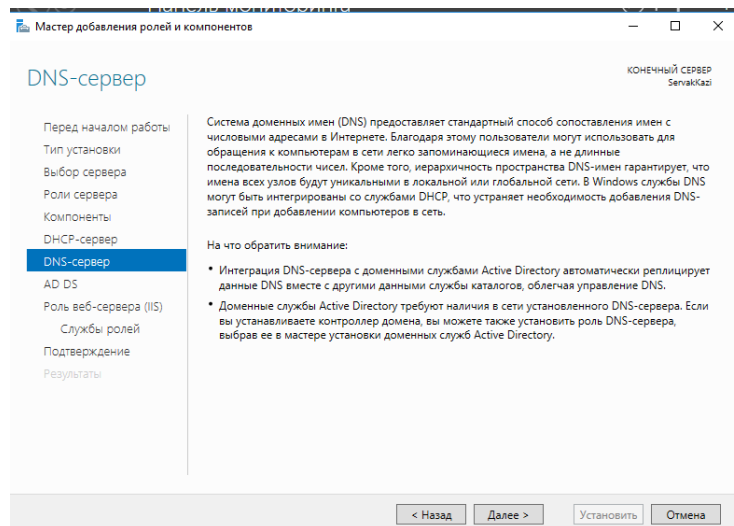 Панель мониторинга
Мастер добавления ролей и компонентов
DNS-сервер
КОНЕЧНЫЙ СЕРВЕР
ServakKazi
Перед началом работы
Тип установки
Выбор сервера
Роли сервера
Компоненты
DHCP-сервер
DNS-сервер
AD DS
Роль веб-сервера (IIS)
Службы ролей
Подтверждение
Результаты
Система доменных имен (DNS) предоставляет стандартный способ сопоставления имен с
числовыми адресами в Интернете. Благодаря этому пользователи могут использовать для
обращения к компьютерам в сети легко запоминающиеся имена, а не длинные
последовательности чисел. Кроме того, иерархичность пространства DNS-имен гарантирует, что
имена всех узлов будут уникальными в локальной или глобальной сети. В Windows службы DNS
могут быть интегрированы со службами DHCP, что устраняет необходимость добавления DNS-
записей при добавлении компьютеров в сеть.
На что обратить внимание:
• Интеграция DNS-сервера с доменными службами Active Directory автоматически реплицирует
данные DNS вместе с другими данными службы каталогов, облегчая управление DNS.
• Доменные службы Active Directory требуют наличия в сети установленного DNS-сервера. Если
вы устанавливаете контроллер домена, вы можете также установить роль DNS-сервера,
выбрав ее в мастере установки доменных служб Active Directory.
< Назад
Далее >
Установить
Отмена